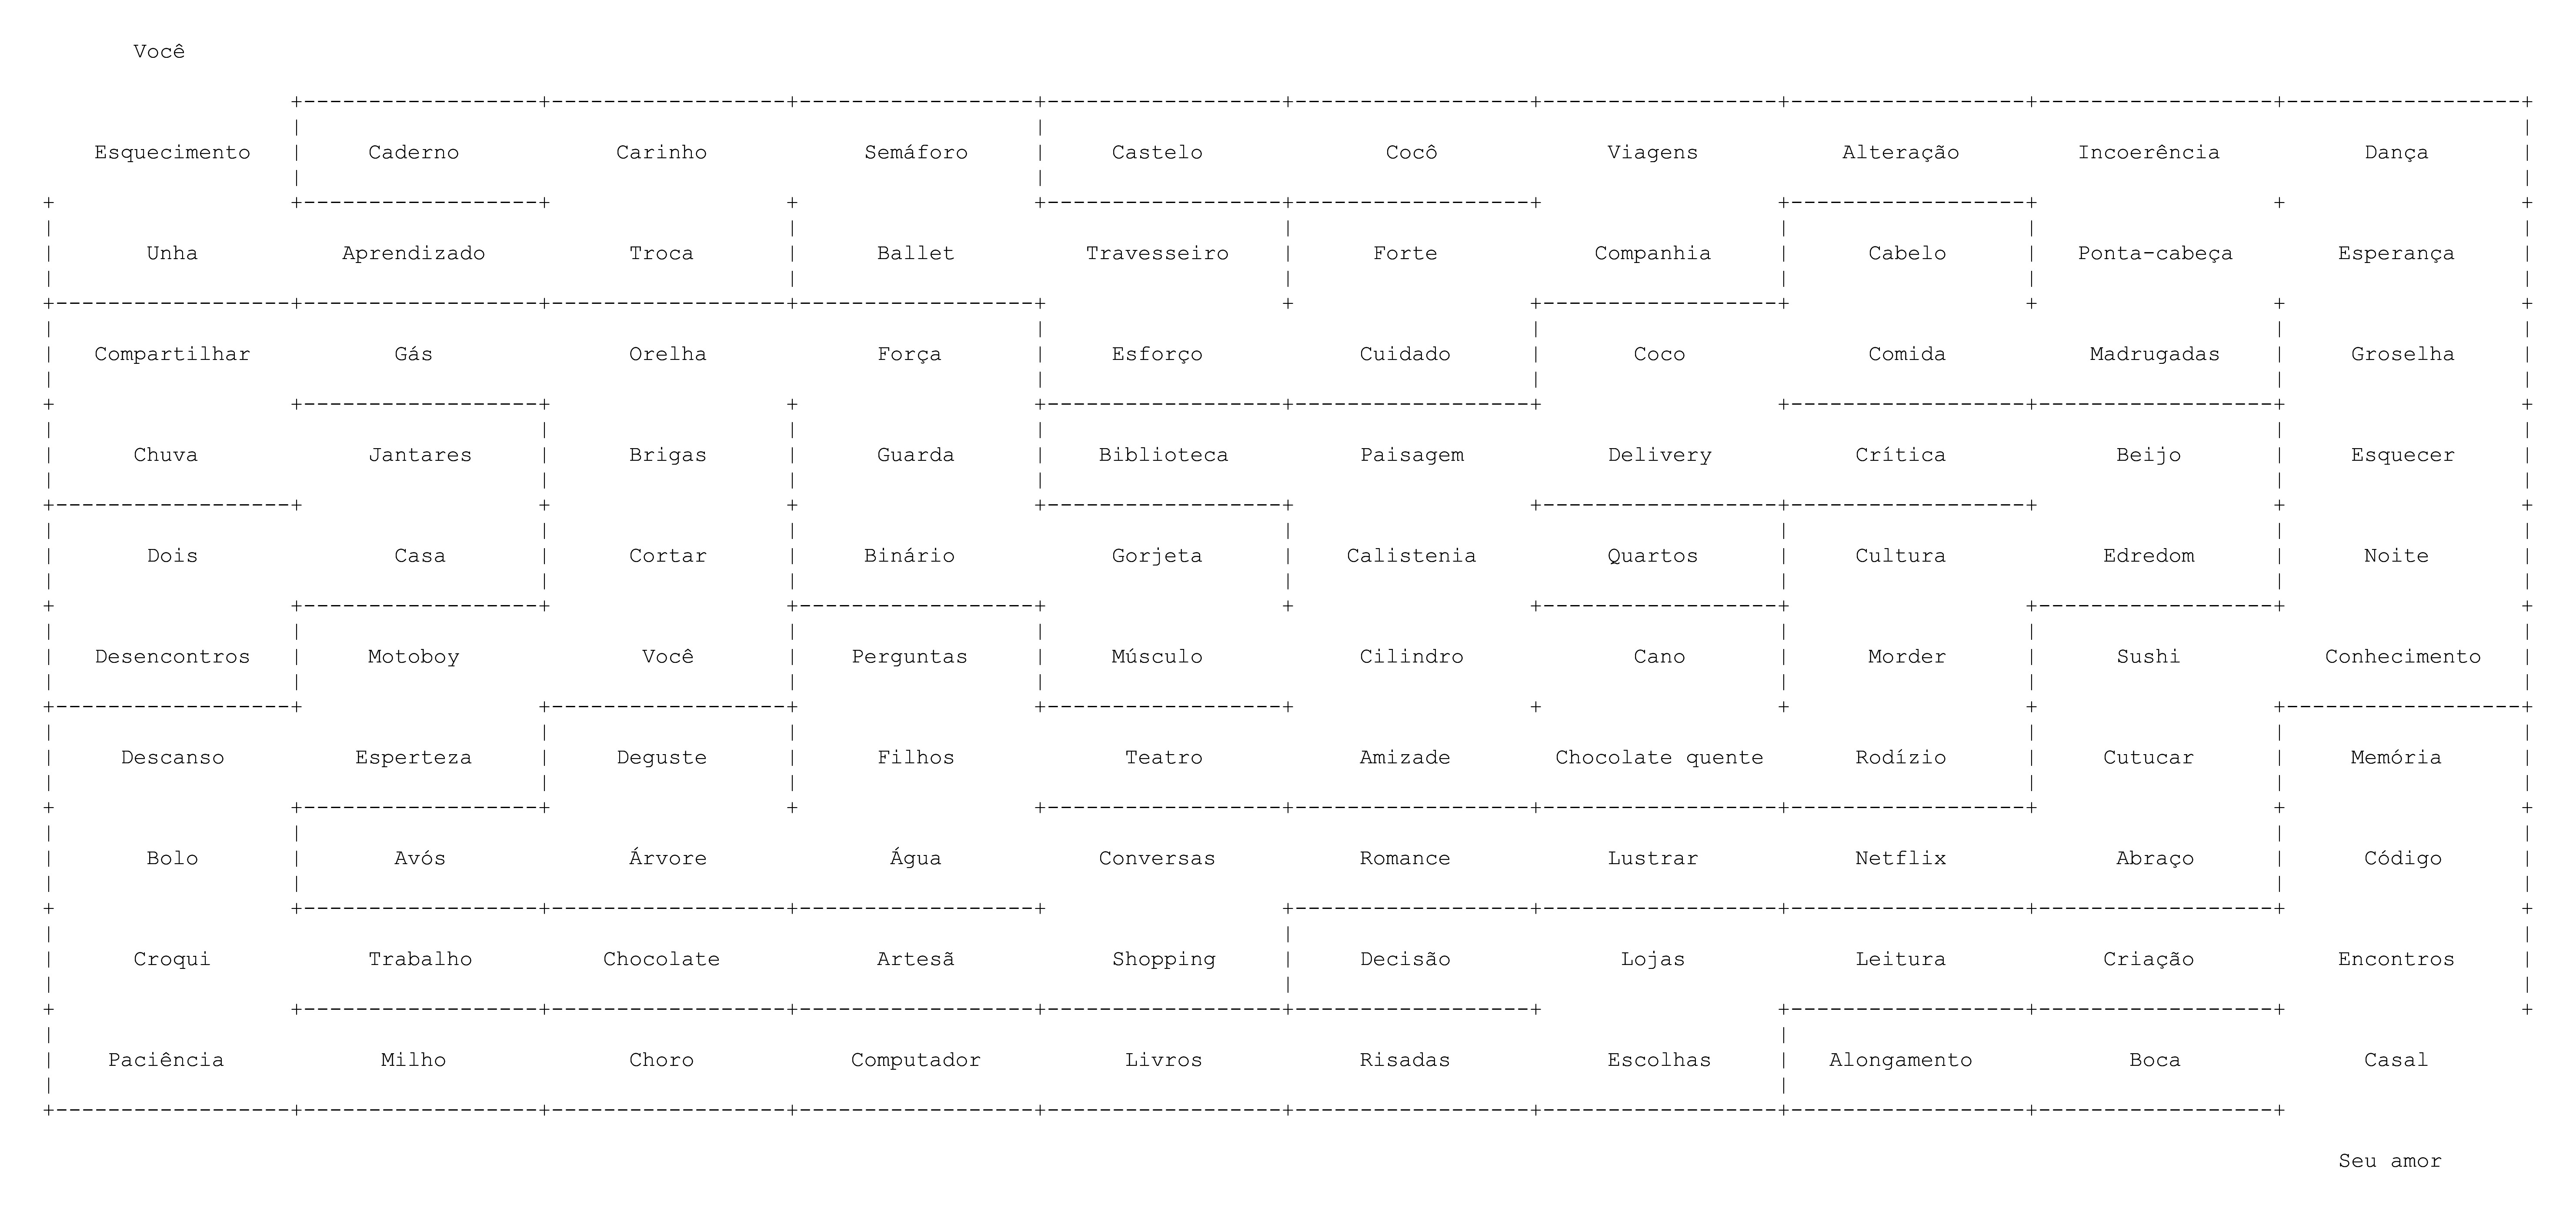 Você
Esquecimento Caderno Carinho Semáforo Castelo Cocô Viagens Alteração Incoerência Dança
Unha Aprendizado Troca Ballet Travesseiro Forte Companhia Cabelo Ponta-cabeça Esperança
Compartilhar Gás Orelha Força Esforço Cuidado Coco Comida Madrugadas Groselha
Chuva Jantares Brigas Guarda Biblioteca Paisagem Delivery Crítica Beijo Esquecer
Dois Casa Cortar Binário Gorjeta Calistenia Quartos Cultura Edredom Noite
Desencontros Motoboy Você Perguntas Músculo Cilindro Cano Morder Sushi Conhecimento
Descanso Esperteza Deguste Filhos Teatro Amizade Chocolate quente Rodízio Cutucar Memória
Bolo Avós Árvore Água Conversas Romance Lustrar Netflix Abraço Código
Croqui Trabalho Chocolate Artesã Shopping Decisão Lojas Leitura Criação Encontros
Paciência Milho Choro Computador Livros Risadas Escolhas Alongamento Boca Casal
Seu amor